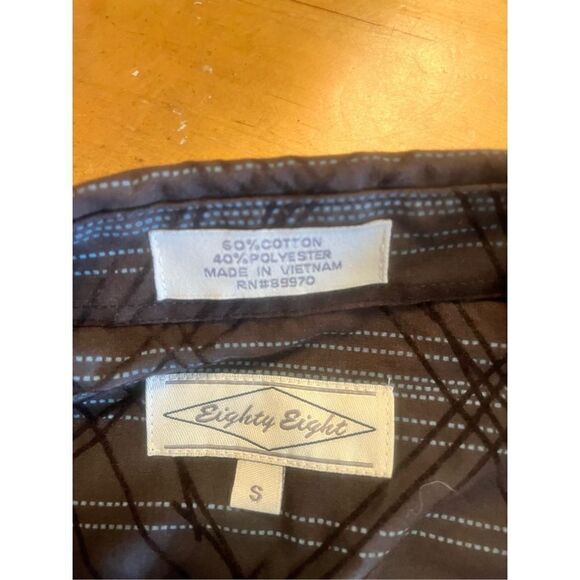 60%COTTON
40%POLYESTER
MADE IN VIETNAM
RN#89970
Eighty Eight
S